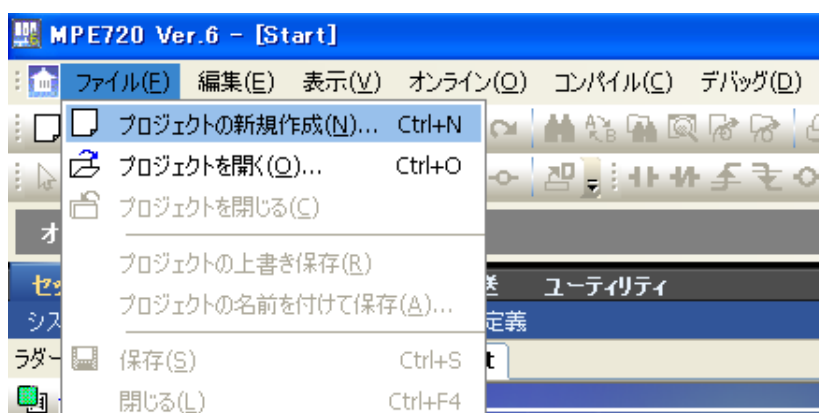 MPE720 Ver.6 - [Start]
ファイル(F) 編集(E) 表示(V) オンライン(O) コンパイル(C) デバッグ(D)
プロジェクトの新規作成(N)... Ctrl+N
プロジェクトを開く(O)... Ctrl+O
プロジェクトを閉じる(C)
オ
プロジェクトの上書き保存(R)
ユーティリティ
プロジェクトの名前を付けて保存(A)...
シス
定義
ラダー
保存(S) Ctrl+S
t
閉じる(L) Ctrl+F4